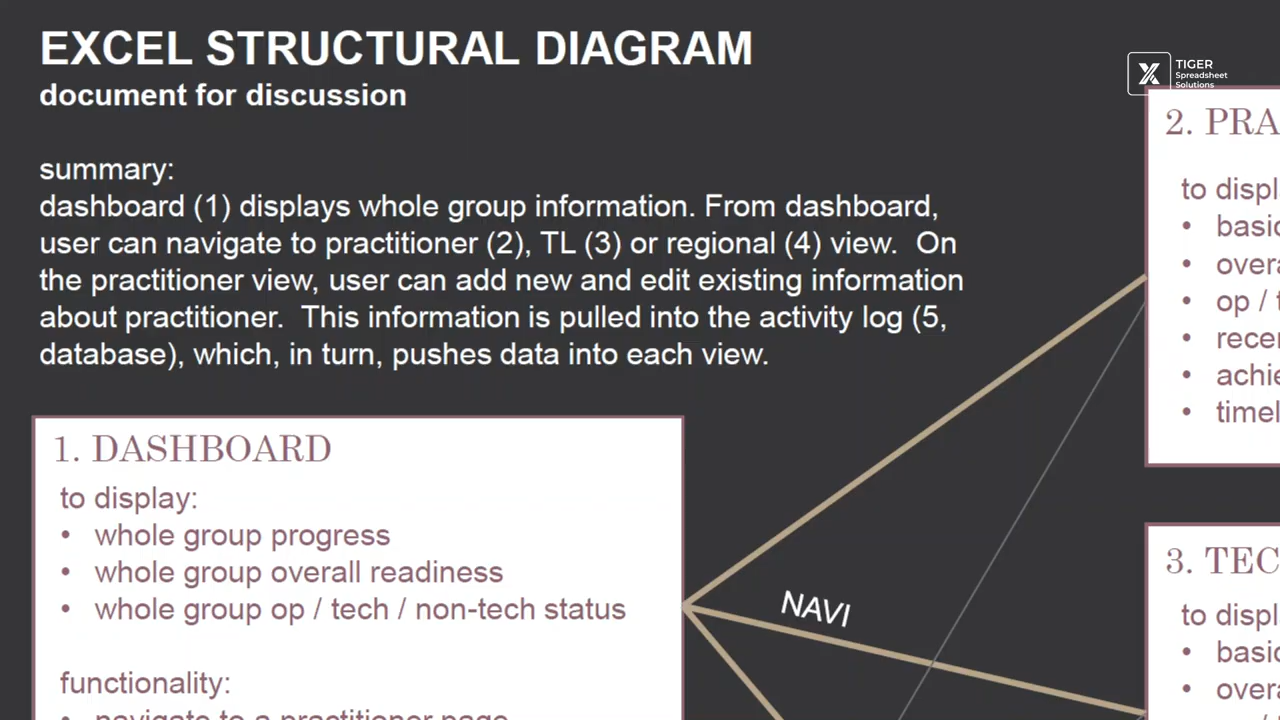 EXCEL STRUCTURAL DIAGRAM
document for discussion
TIGER
Spreadsheet
Solutions
summary:
dashboard (1) displays whole group information. From dashboard,
user can navigate to practitioner (2), TL (3) or regional (4) view.  On
the practitioner view, user can add new and edit existing information
about practitioner.  This information is pulled into the activity log (5,
database), which, in turn, pushes data into each view.
1. DASHBOARD
to display:
• whole group progress
• whole group overall readiness
• whole group op / tech / non-tech status
functionality:
• navigate to a practitioner page
NAVI
2. PRA
to displ
• basic
• overa
• op / t
• recen
• achie
• timel
3. TEC
to displ
• basic
• overa